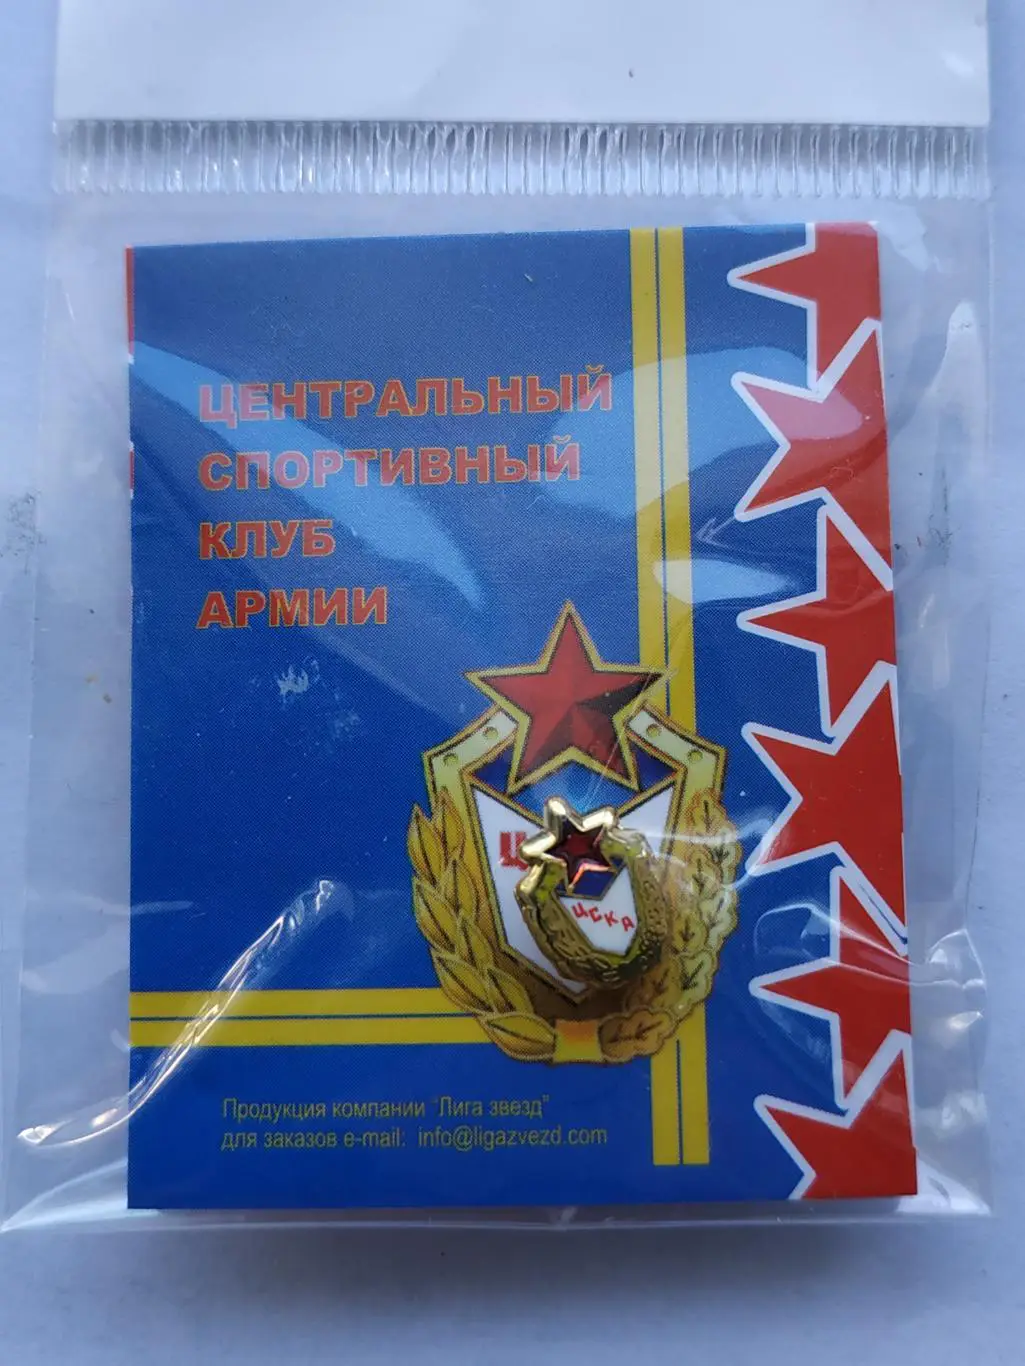 ЦЕНТРАЛЬНЫЙ
СПОРТИВНЫЙ
КЛУБ
АРМИИ
Ц
ЦСКА
Продукция компании "Лига звезд"
для заказов e-mail: info@ligazvezd.com